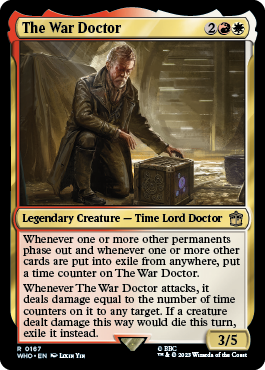 The War Doctor
2
Legendary Creature — Time Lord Doctor
Whenever one or more other permanents
phase out and whenever one or more other
cards are put into exile from anywhere, put
a time counter on The War Doctor.
Whenever The War Doctor attacks, it
deals damage equal to the number of time
counters on it to any target. If a creature
dealt damage this way would die this turn,
exile it instead.
3/5
R 0167
WHO • EN Lixin Yin
© BBC
™ & © 2023 Wizards of the Coast